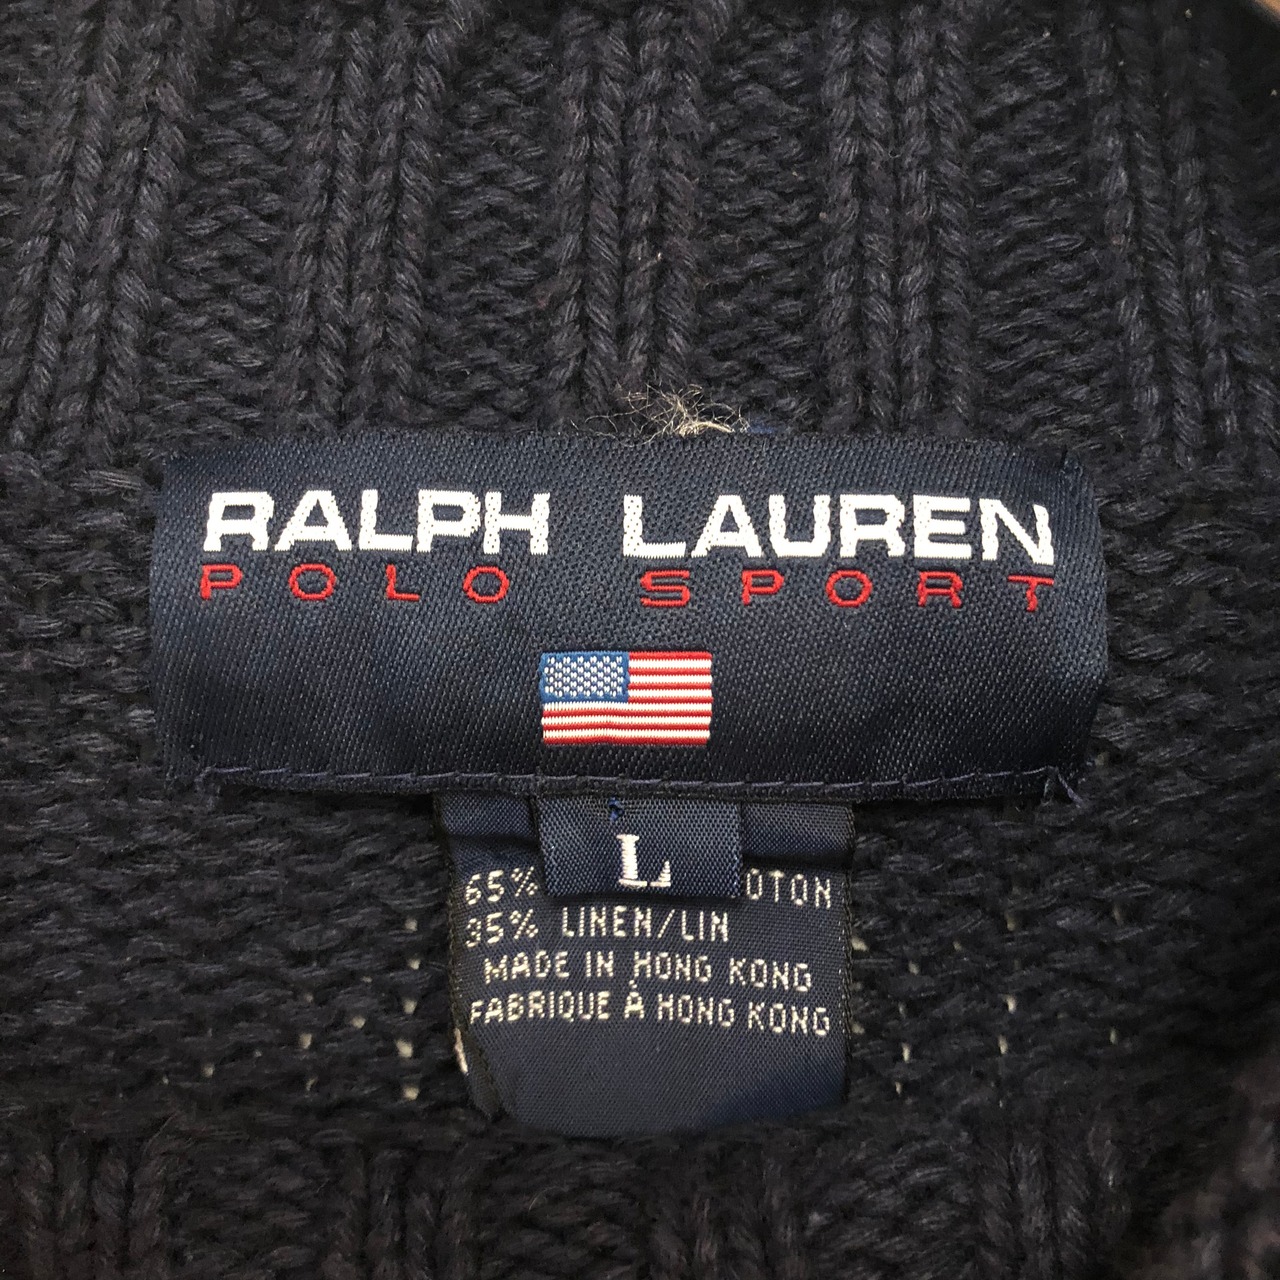 RALPH LAUREN
POLO SPORT
L
65% OTON
35% LINEN/LIN
MADE IN HONG KONG
FABRIQUE À HONG KONG